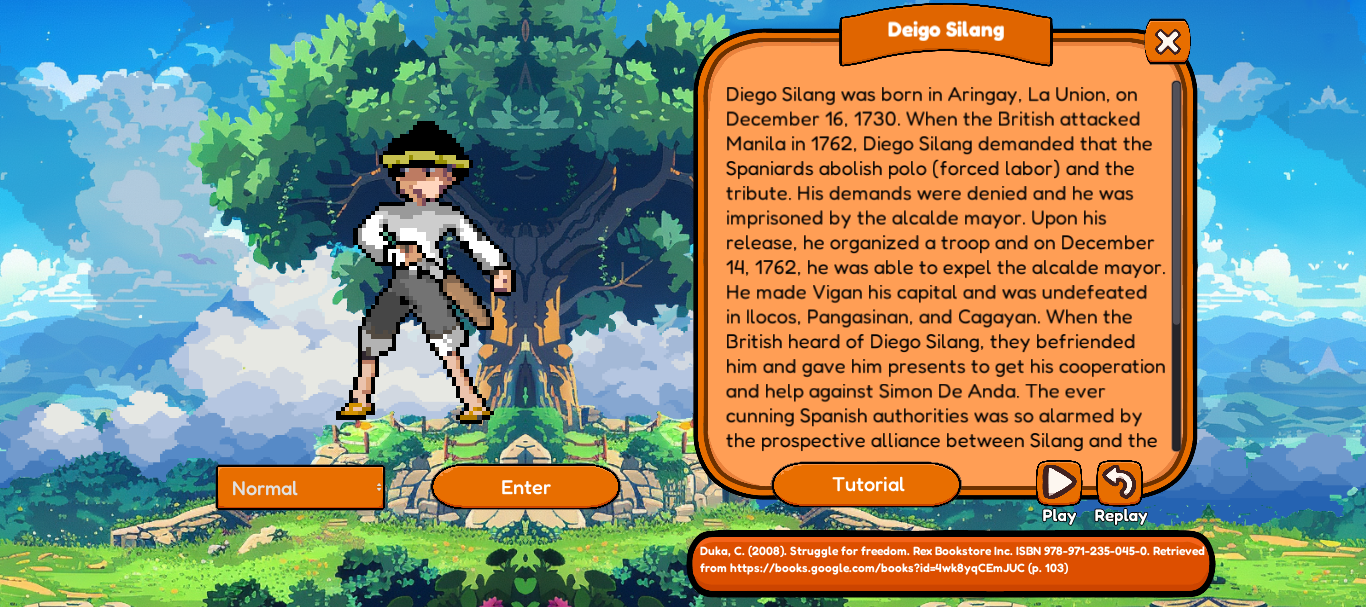 Deigo Silang
Diego Silang was born in Aringay, La Union, on
December 16, 1730. When the British attacked
Manila in 1762, Diego Silang demanded that the
Spaniards abolish polo (forced labor) and the
tribute. His demands were denied and he was
imprisoned by the alcalde mayor. Upon his
release, he organized a troop and on December
14, 1762, he was able to expel the alcalde mayor.
He made Vigan his capital and was undefeated
in Ilocos, Pangasinan, and Cagayan. When the
British heard of Diego Silang, they befriended
him and gave him presents to get his cooperation
and help against Simon De Anda. The ever
cunning Spanish authorities was so alarmed by
the prospective alliance between Silang and the
Normal
Enter
Tutorial
Play
Replay
Duka, C. (2008). Struggle for freedom. Rex Bookstore Inc. ISBN 978-971-235-045-0. Retrieved
from https://books.google.com/books?id=4wk8yqCEmJUC (p. 103)